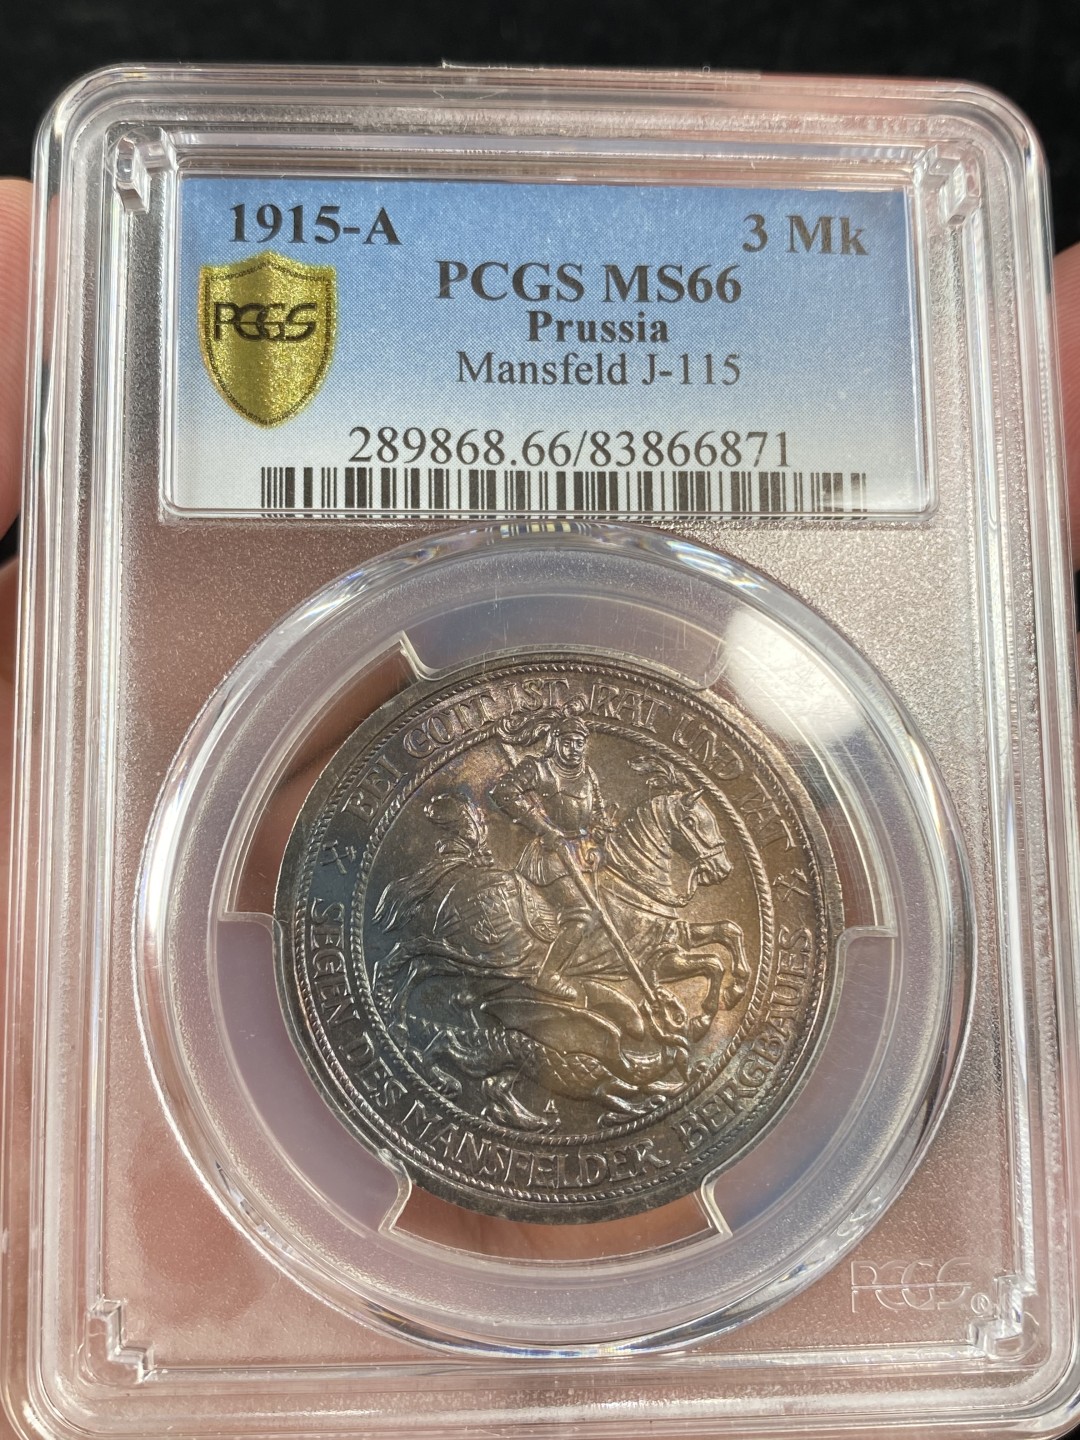 1915-A
3 Mk
PCGS MS66
Prussia
Mansfeld J-115
289868.66/83866871
PCGS
BEI GOTT IST RAT UND TAT
SEGEN DES MANSFELDER BERGBAUES
A
PCGS®